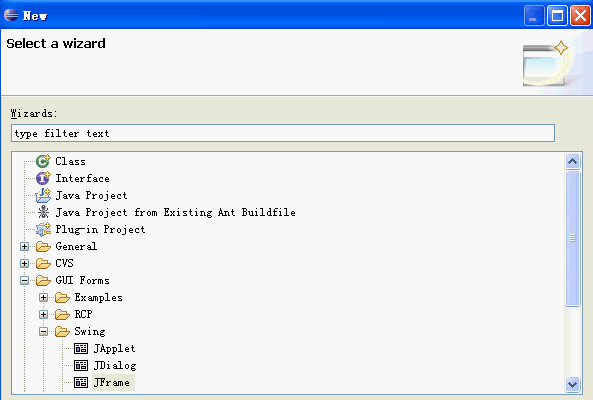 New
Select a wizard
Wizards:
type filter text
Class
Interface
Java Project
Java Project from Existing Ant Buildfile
Plug-in Project
General
CVS
GUI Forms
Examples
RCP
Swing
JApplet
JDialog
JFrame